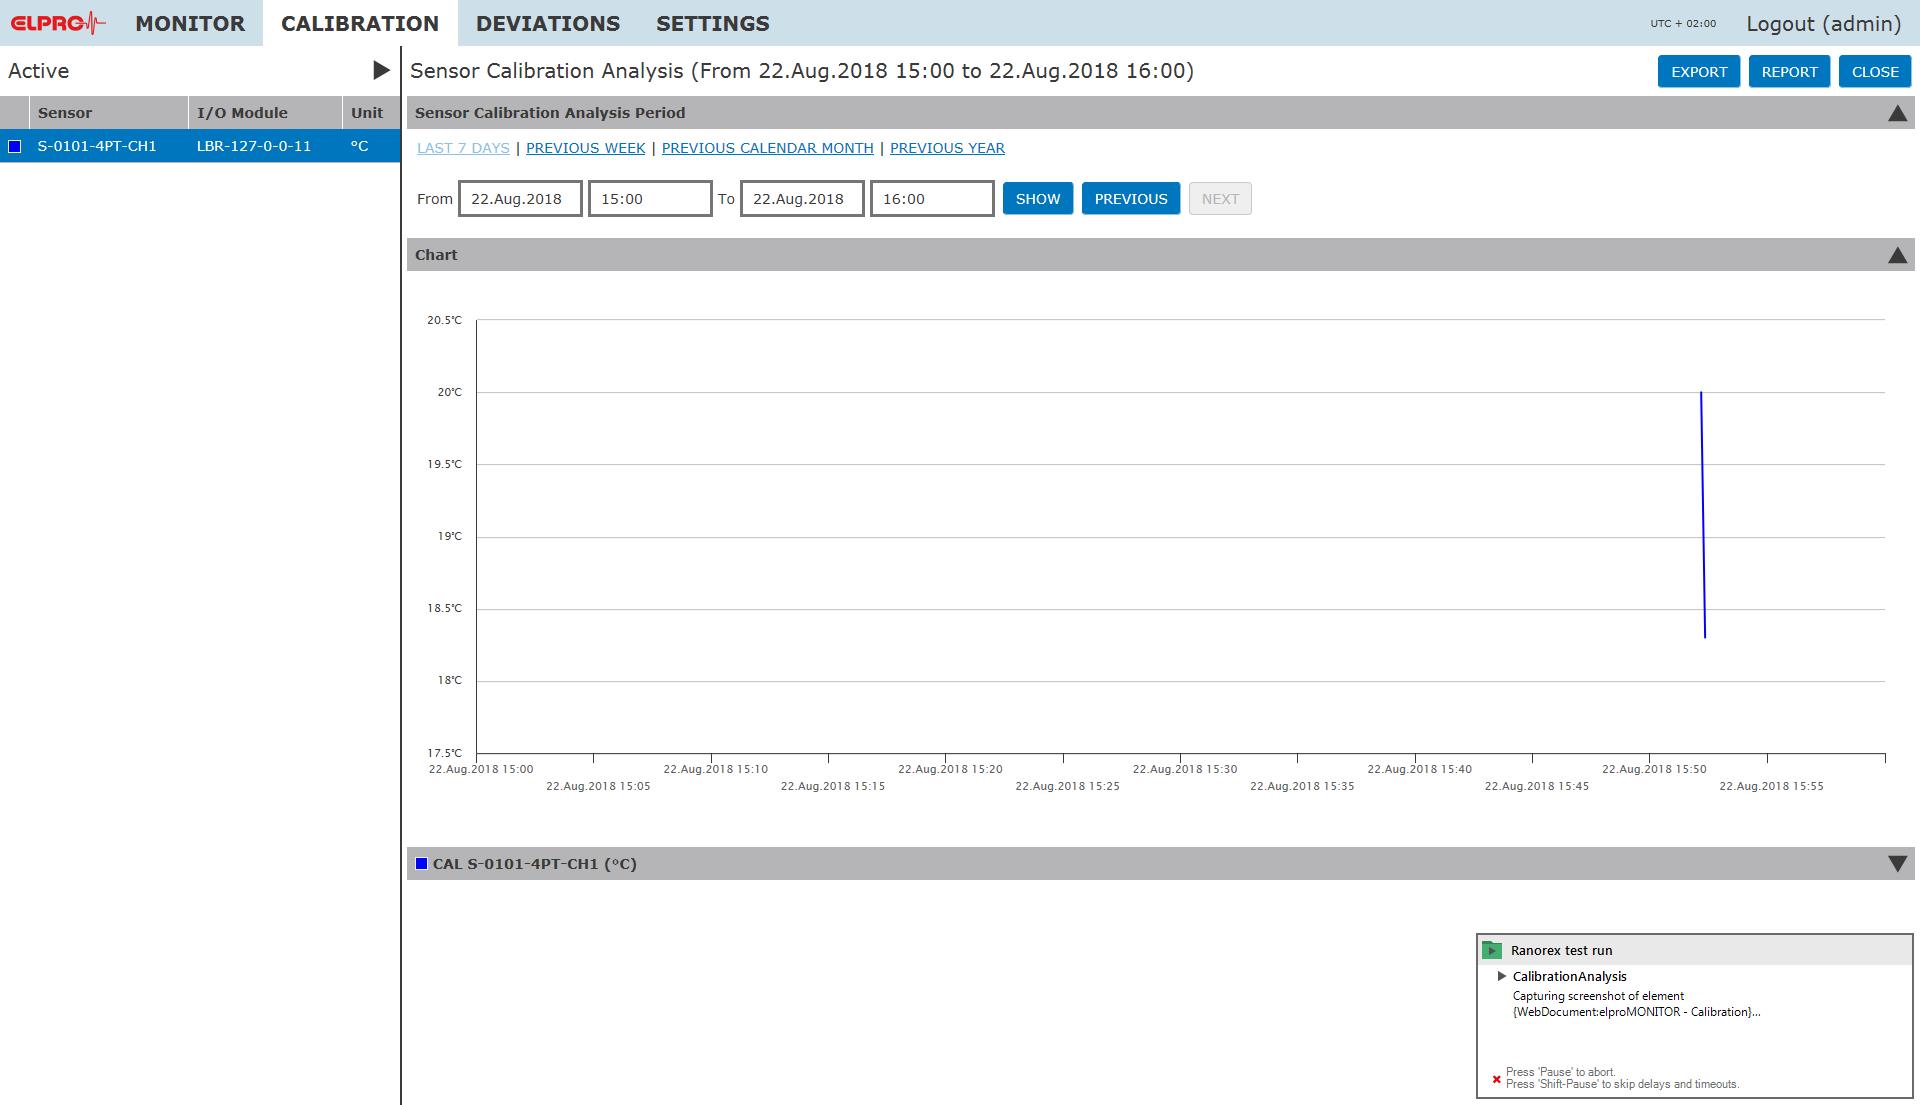 ELPRO MONITOR CALIBRATION DEVIATIONS SETTINGS UTC + 02:00 Logout (admin)
Active
Sensor I/O Module Unit
S-0101-4PT-CH1 LBR-127-0-0-11 °C
Sensor Calibration Analysis (From 22.Aug.2018 15:00 to 22.Aug.2018 16:00) EXPORT REPORT CLOSE
Sensor Calibration Analysis Period
LAST 7 DAYS | PREVIOUS WEEK | PREVIOUS CALENDAR MONTH | PREVIOUS YEAR
From 22.Aug.2018 15:00 To 22.Aug.2018 16:00 SHOW PREVIOUS NEXT
Chart
20.5°C
20°C
19.5°C
19°C
18.5°C
18°C
17.5°C
22.Aug.2018 15:00 22.Aug.2018 15:10 22.Aug.2018 15:20 22.Aug.2018 15:30 22.Aug.2018 15:40 22.Aug.2018 15:50
22.Aug.2018 15:05 22.Aug.2018 15:15 22.Aug.2018 15:25 22.Aug.2018 15:35 22.Aug.2018 15:45 22.Aug.2018 15:55
CAL S-0101-4PT-CH1 (°C)
Ranorex test run
CalibrationAnalysis
Capturing screenshot of element
{WebDocument:elproMONITOR - Calibration}...
Press 'Pause' to abort.
Press 'Shift-Pause' to skip delays and timeouts.